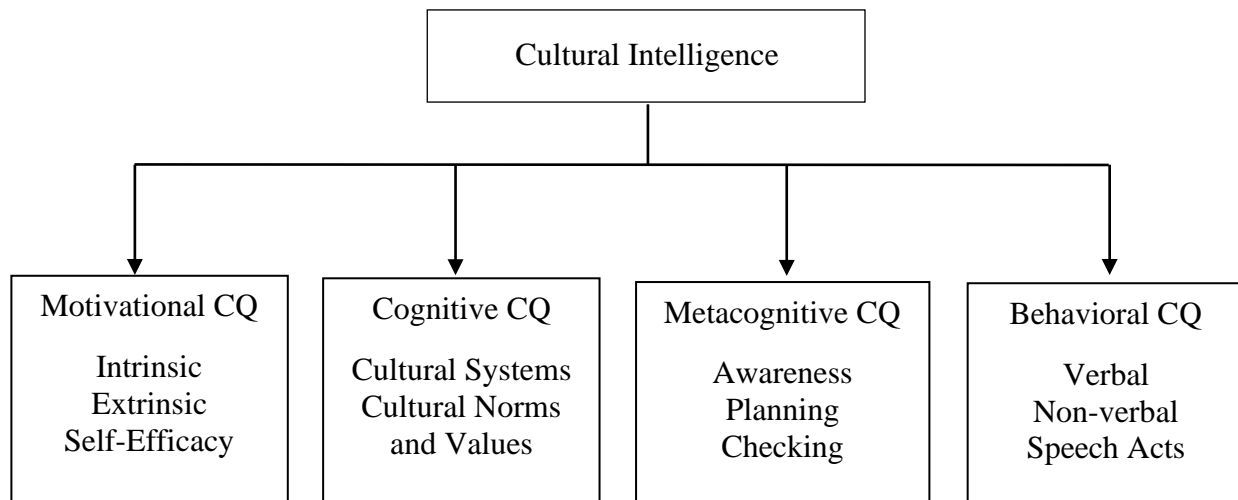 Cultural Intelligence
Motivational CQ
Intrinsic
Extrinsic
Self-Efficacy
Cognitive CQ
Cultural Systems
Cultural Norms
and Values
Metacognitive CQ
Awareness
Planning
Checking
Behavioral CQ
Verbal
Non-verbal
Speech Acts